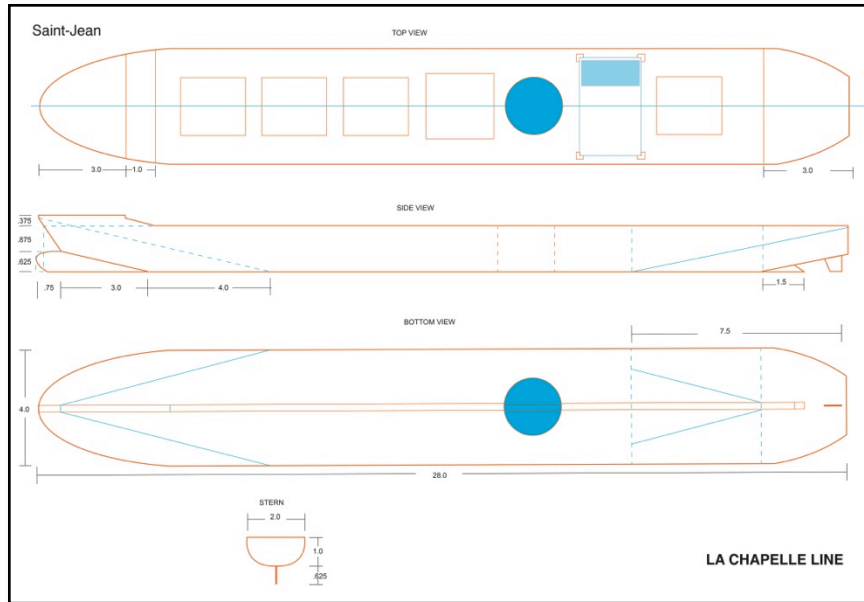 Saint-Jean
TOP VIEW
3.0 1.0 3.0
SIDE VIEW
.375
.875
.625
.75 3.0 4.0 1.5
BOTTOM VIEW
7.5
4.0
28.0
STERN
2.0
1.0
.625
LA CHAPELLE LINE